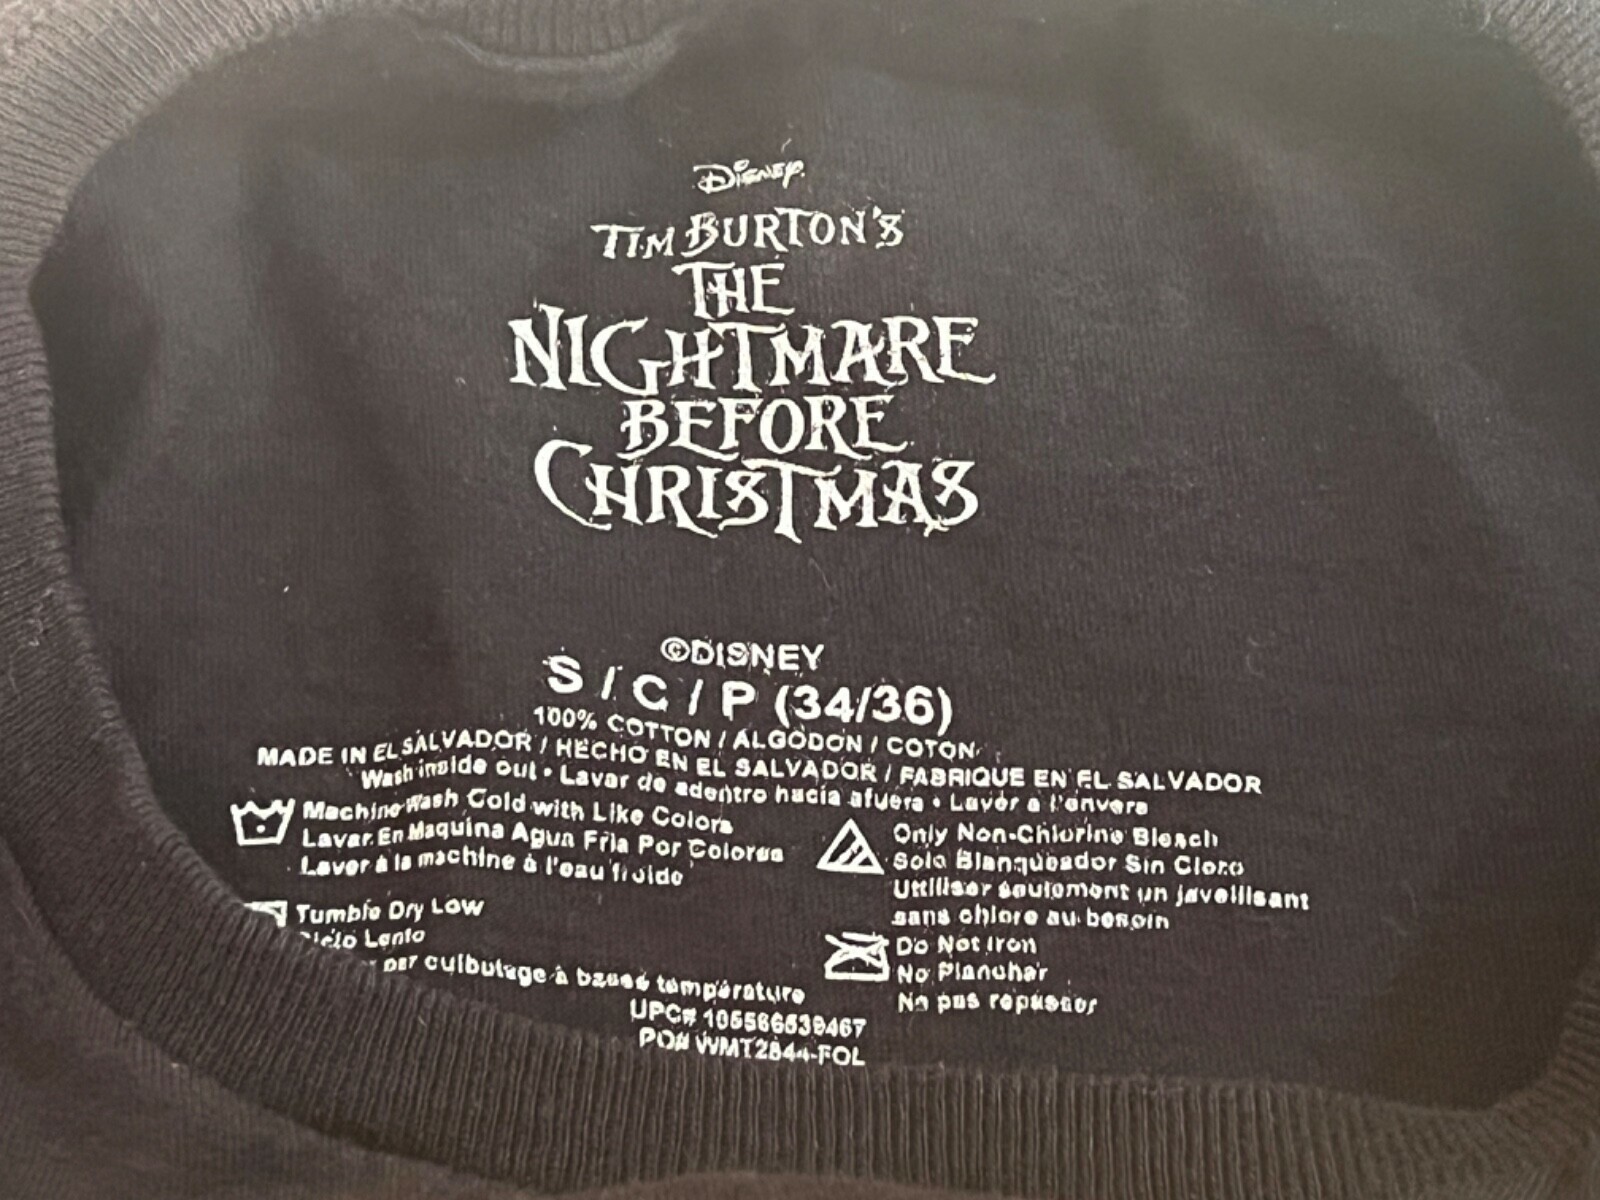 Disney
TIM BURTON'S
THE
NIGHTMARE
BEFORE
CHRISTMAS
©DISNEY
S / C / P (34/36)
100% COTTON / ALGODON / COTON
MADE IN EL SALVADOR / HECHO EN EL SALVADOR / FABRIQUE EN EL SALVADOR
Wash inside out • Lavar de adentro hacia afuera • Laver a l'envers
Machine Wash Cold with Like Colors
Lavar En Maquina Agua Fria Por Colores
Laver à la machine à l'eau froide
Tumble Dry Low
Ciclo Lento
par culbutage à basse température
Only Non-Chlorine Bleach
Solo Blanqueador Sin Cloro
Uttiliser seulement un javellisant
sans chlore au besoin
Do Not Iron
No Planchar
Na pas repasser
UPC# 105566539467
PO# WMT2844-FOL